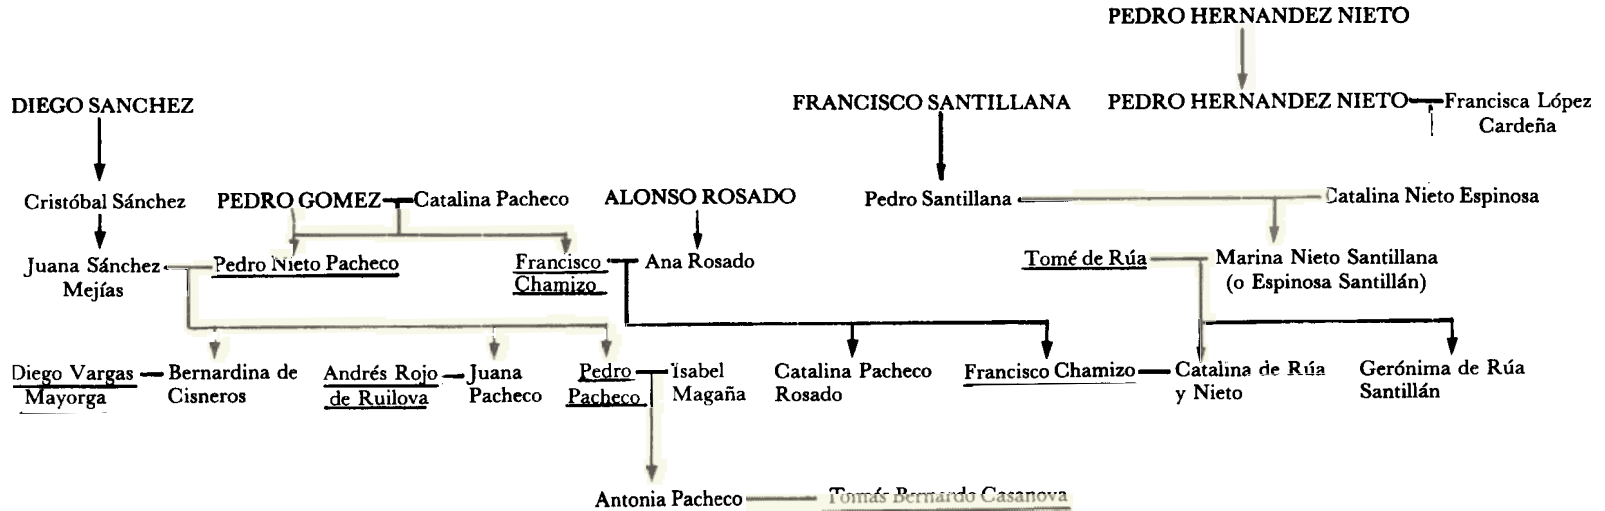 PEDRO HERNANDEZ NIETO
DIEGO SANCHEZ FRANCISCO SANTILLANA PEDRO HERNANDEZ NIETO Francisca López
Cardeña
Cristóbal Sánchez PEDRO GOMEZ Catalina Pacheco ALONSO ROSADO Pedro Santillana Catalina Nieto Espinosa
Juana Sánchez Pedro Nieto Pacheco Francisco Ana Rosado Tomé de Rúa Marina Nieto Santillana
Mejías Chamizo (o Espinosa Santillán)
Diego Vargas Bernardina de Andrés Rojo Juana Pedro Isabel Catalina Pacheco Francisco Chamizo Catalina de Rúa Gerónima de Rúa
Mayorga Cisneros de Ruilova Pacheco Pacheco Magaña Rosado y Nieto Santillán
Antonia Pacheco Tomás Bernardo Casanova